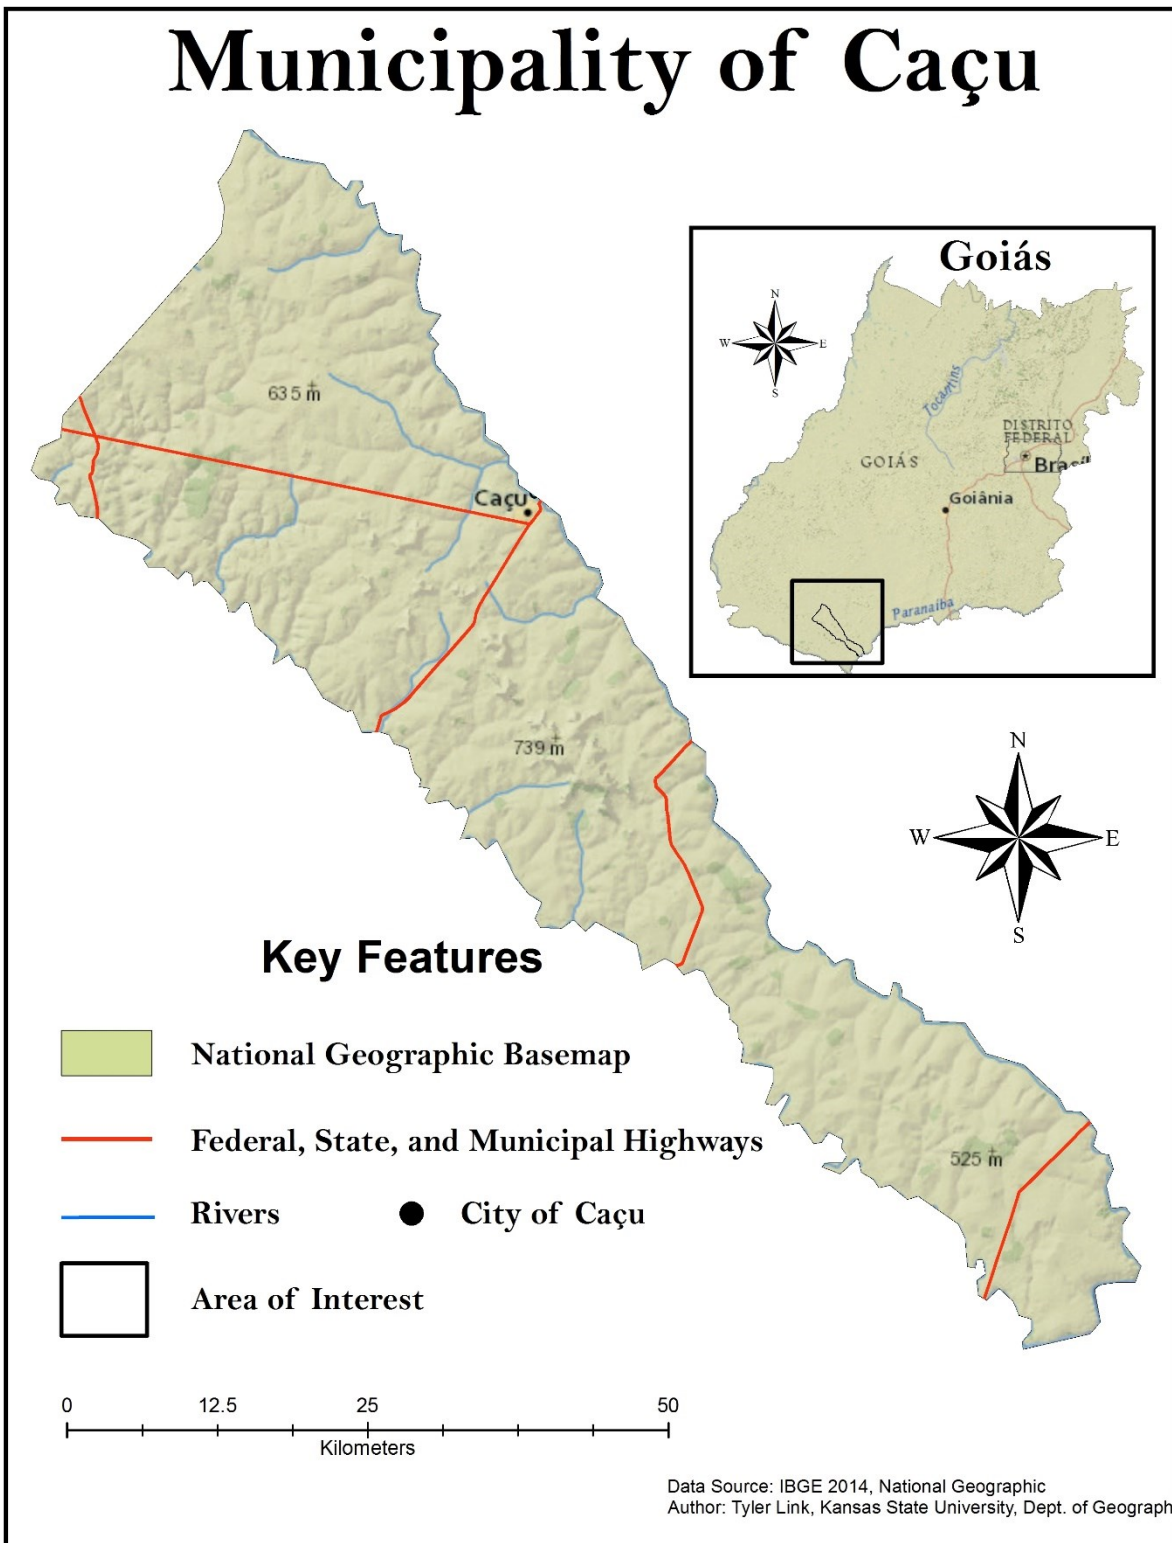 Municipality of Caçu
Goiás
N
W E
S
Tocantins
DISTRITO
FEDERAL
GOIÁS
Brasíl
Goiânia
Paranaíba
635 m
Caçu
739 m
N
W E
S
525 m
Key Features
National Geographic Basemap
Federal, State, and Municipal Highways
Rivers
City of Caçu
Area of Interest
0 12.5 25 50
Kilometers
Data Source: IBGE 2014, National Geographic
Author: Tyler Link, Kansas State University, Dept. of Geograph